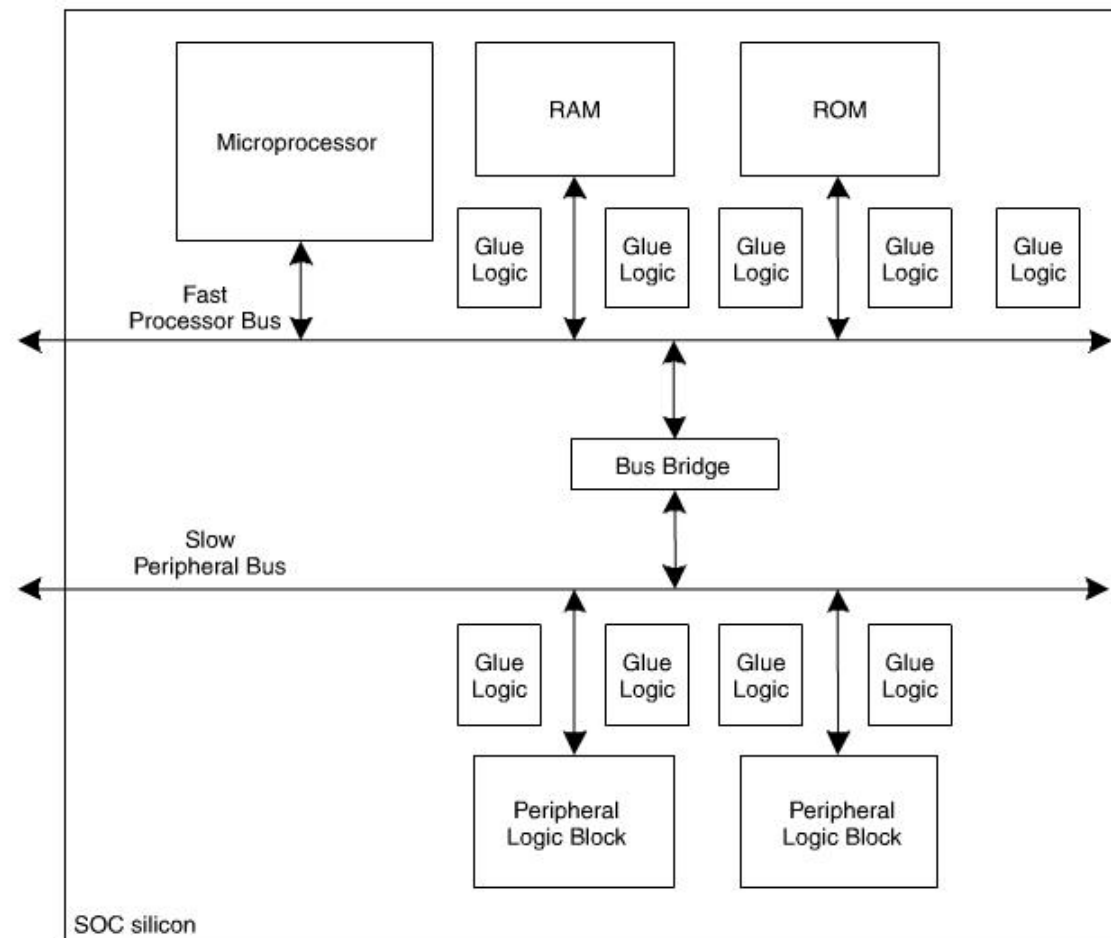 Microprocessor
RAM
ROM
Glue
Logic
Glue
Logic
Glue
Logic
Glue
Logic
Glue
Logic
Fast
Processor Bus
Bus Bridge
Slow
Peripheral Bus
Glue
Logic
Glue
Logic
Glue
Logic
Glue
Logic
Peripheral
Logic Block
Peripheral
Logic Block
SOC silicon